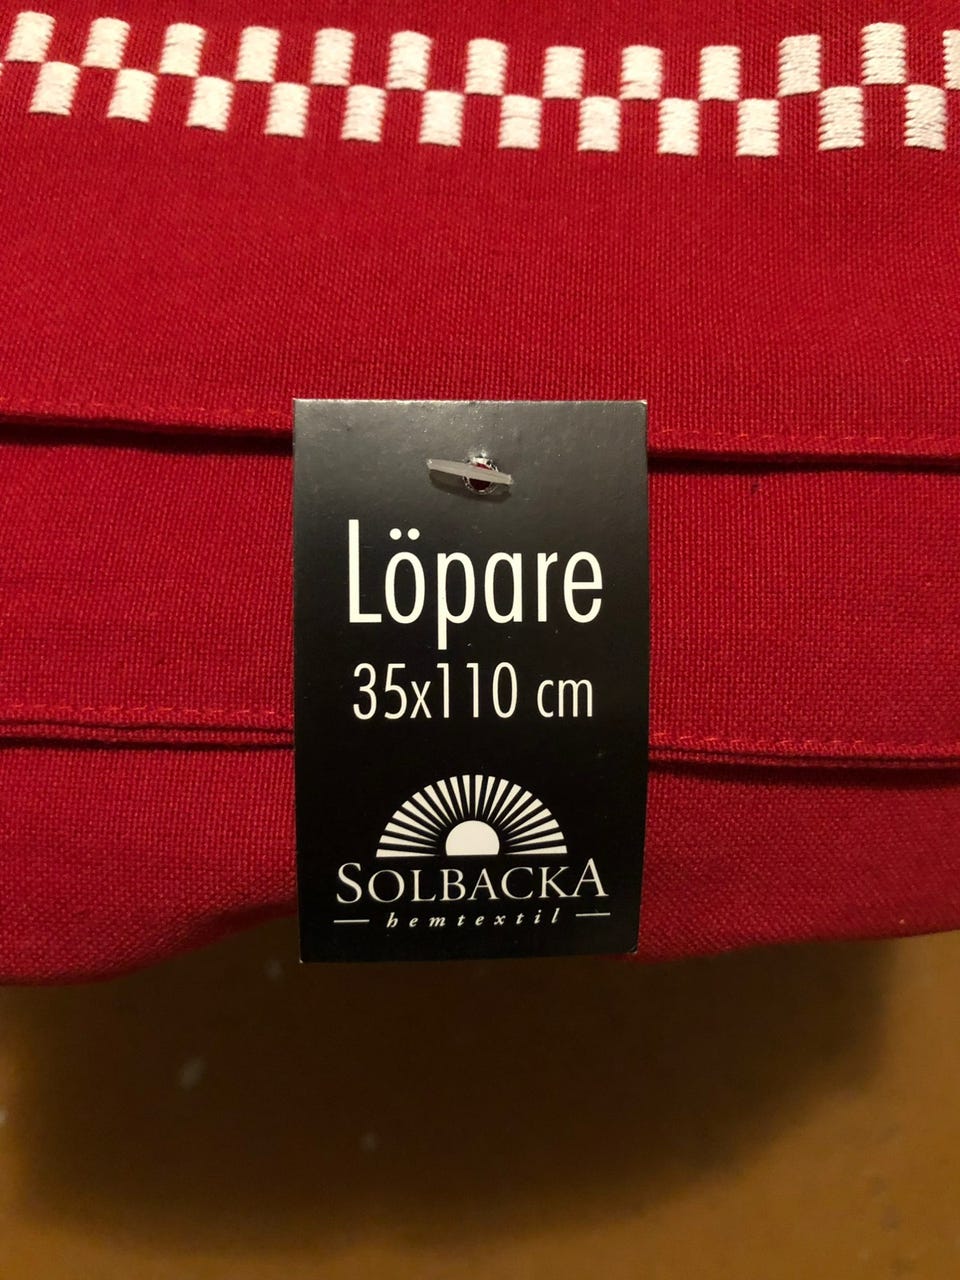 Löpare
35x110 cm
SOLBACKA
hemtextil